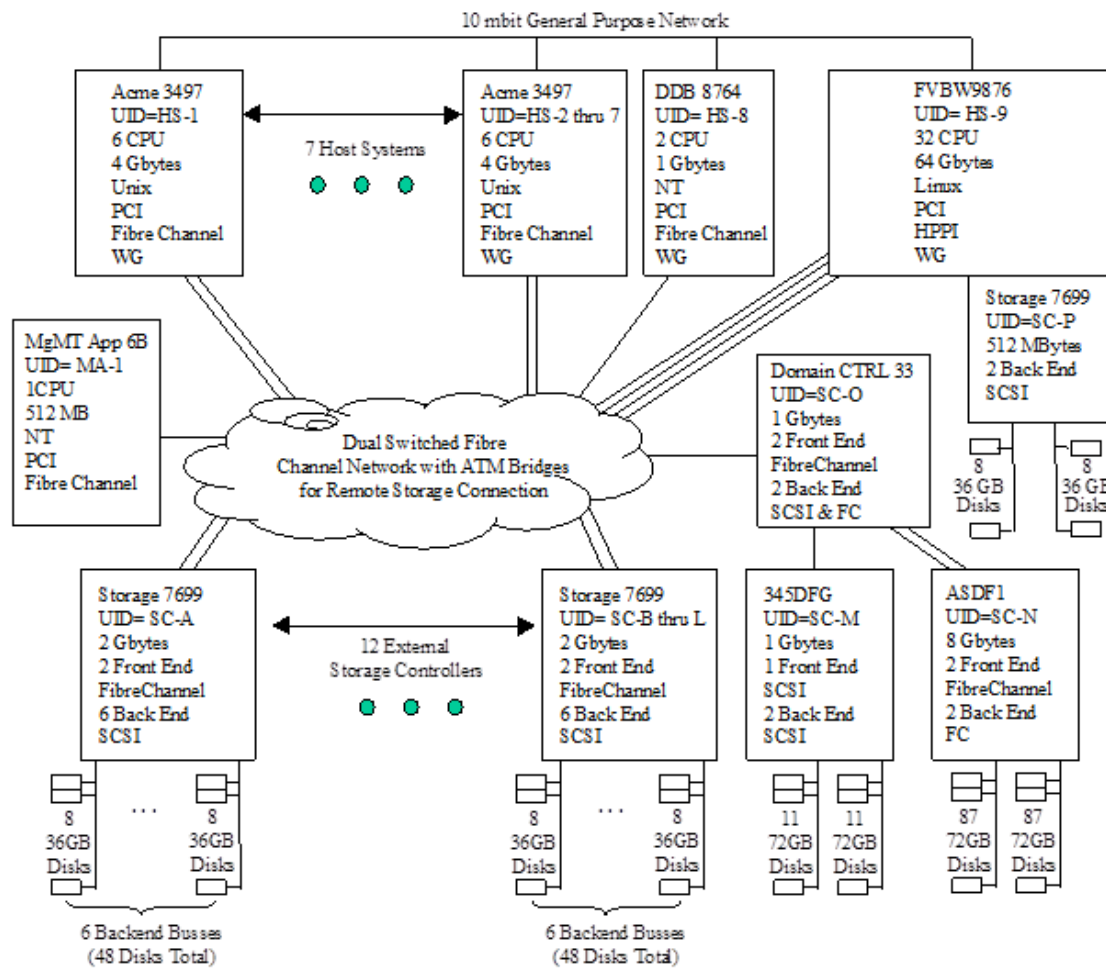 10 mbit General Purpose Network
Acme 3497
UID=HS-1
6 CPU
4 Gbytes
Unix
PCI
Fibre Channel
WG
7 Host Systems
Acme 3497
UID=HS-2 thru 7
6 CPU
4 Gbytes
Unix
PCI
Fibre Channel
WG
DDB 8764
UID= HS-8
2 CPU
1 Gbytes
NT
PCI
Fibre Channel
WG
FVBW9876
UID= HS-9
32 CPU
64 Gbytes
Linux
PCI
HPPI
WG
Storage 7699
UID=SC-P
512 MBytes
2 Back End
SCSI
8
36 GB
Disks
8
36 GB
Disks
MgMT App 6B
UID= MA-1
1CPU
512 MB
NT
PCI
Fibre Channel
Dual Switched Fibre
Channel Network with ATM Bridges
for Remote Storage Connection
Domain CTRL 33
UID=SC-O
1 Gbytes
2 Front End
FibreChannel
2 Back End
SCSI & FC
Storage 7699
UID= SC-A
2 Gbytes
2 Front End
FibreChannel
6 Back End
SCSI
12 External
Storage Controllers
Storage 7699
UID= SC-B thru L
2 Gbytes
2 Front End
FibreChannel
6 Back End
SCSI
345DFG
UID=SC-M
1 Gbytes
1 Front End
SCSI
2 Back End
SCSI
ASDF1
UID=SC-N
8 Gbytes
2 Front End
FibreChannel
2 Back End
FC
8
36GB
Disks
...
8
36GB
Disks
8
36GB
Disks
...
8
36GB
Disks
11
72GB
Disks
11
72GB
Disks
87
72GB
Disks
87
72GB
Disks
6 Backend Busses
(48 Disks Total)
6 Backend Busses
(48 Disks Total)